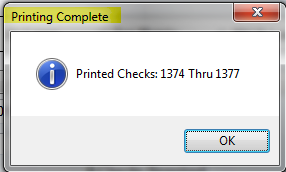 Printing Complete
Printed Checks: 1374 Thru 1377
OK